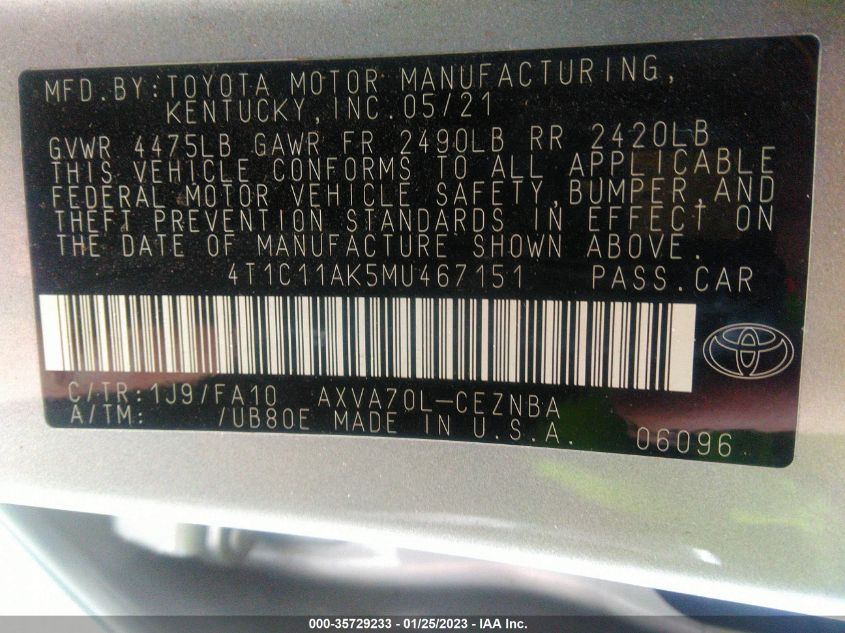 MFD.BY:TOYOTA MOTOR MANUFACTURING,
KENTUCKY,INC.05/21
GVWR 4475LB GAWR FR 2490LB RR 2420LB
THIS VEHICLE CONFORMS TO ALL APPLICABLE
FEDERAL MOTOR VEHICLE SAFETY,BUMPER,AND
THEFT PREVENTION STANDARDS IN EFFECT ON
THE DATE OF MANUFACTURE SHOWN ABOVE.
4T1C11AK5MU467151 PASS.CAR
C/TR:1J9/FA10 AXVA70L-CEZNBA
A/TM: /UB80E MADE IN U.S.A. 06096
000-35729233 - 01/25/2023 - IAA Inc.